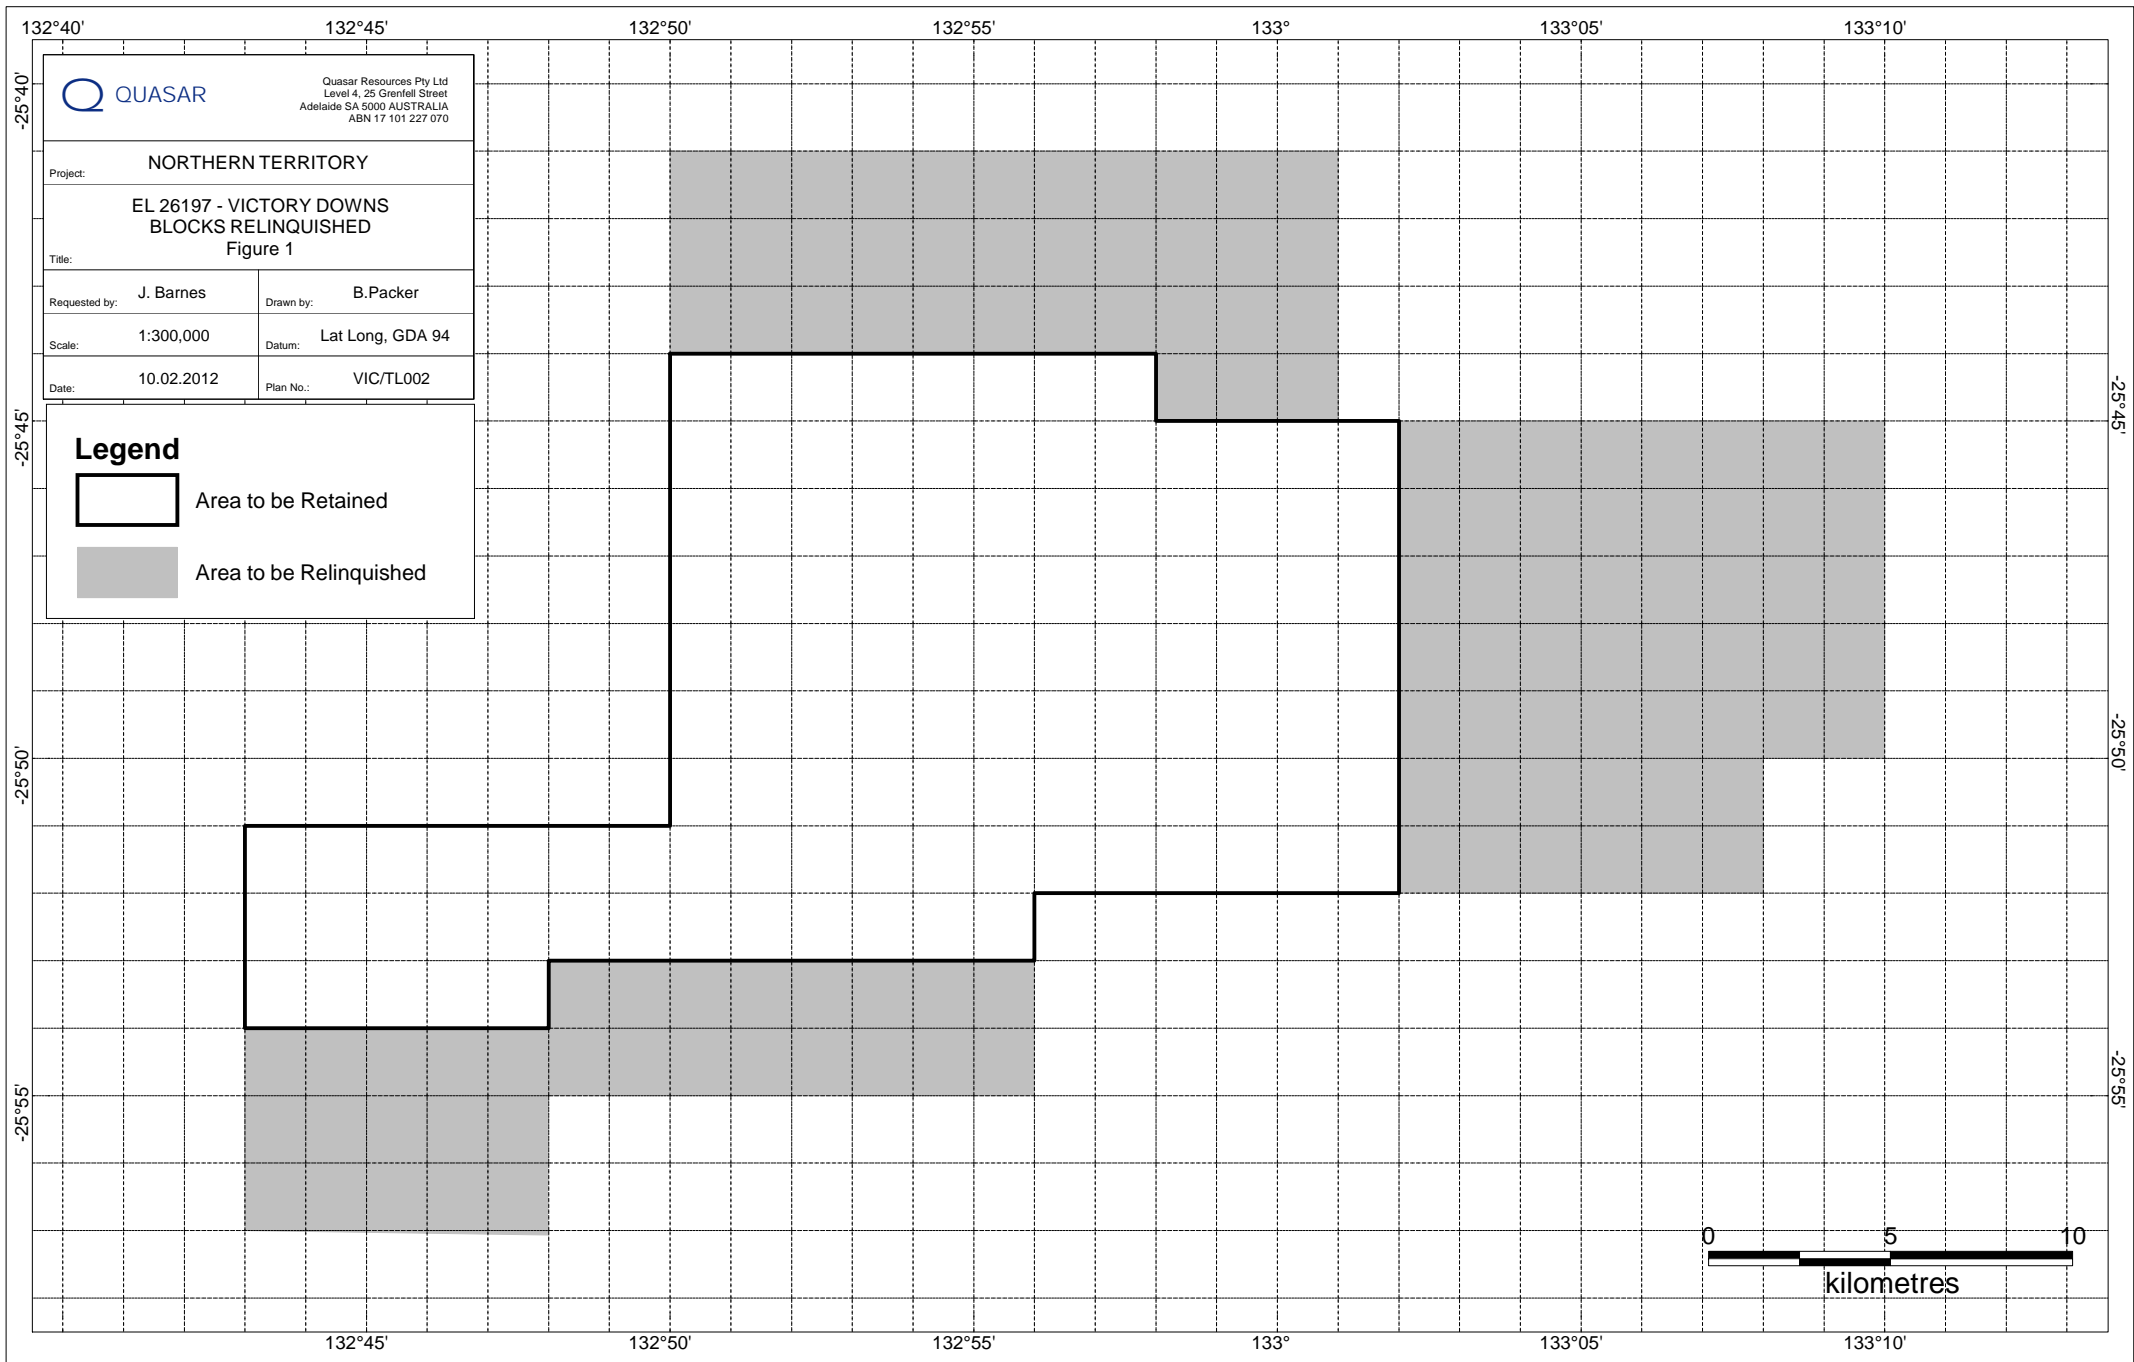 132°40' 132°45' 132°50' 132°55' 133° 133°05' 133°10'
-25°40'
QUASAR
Quasar Resources Pty Ltd
Level 4, 25 Grenfell Street
Adelaide SA 5000 AUSTRALIA
ABN 17 101 227 070
Project: NORTHERN TERRITORY
EL 26197 - VICTORY DOWNS
BLOCKS RELINQUISHED
Figure 1
Title:
Requested by: J. Barnes Drawn by: B.Packer
Scale: 1:300,000 Datum: Lat Long, GDA 94
Date: 10.02.2012 Plan No.: VIC/TL002
-25°45' -25°45'
Legend
Area to be Retained
Area to be Relinquished
-25°50' -25°50'
-25°55' -25°55'
0 5 10
kilometres
132°45' 132°50' 132°55' 133° 133°05' 133°10'